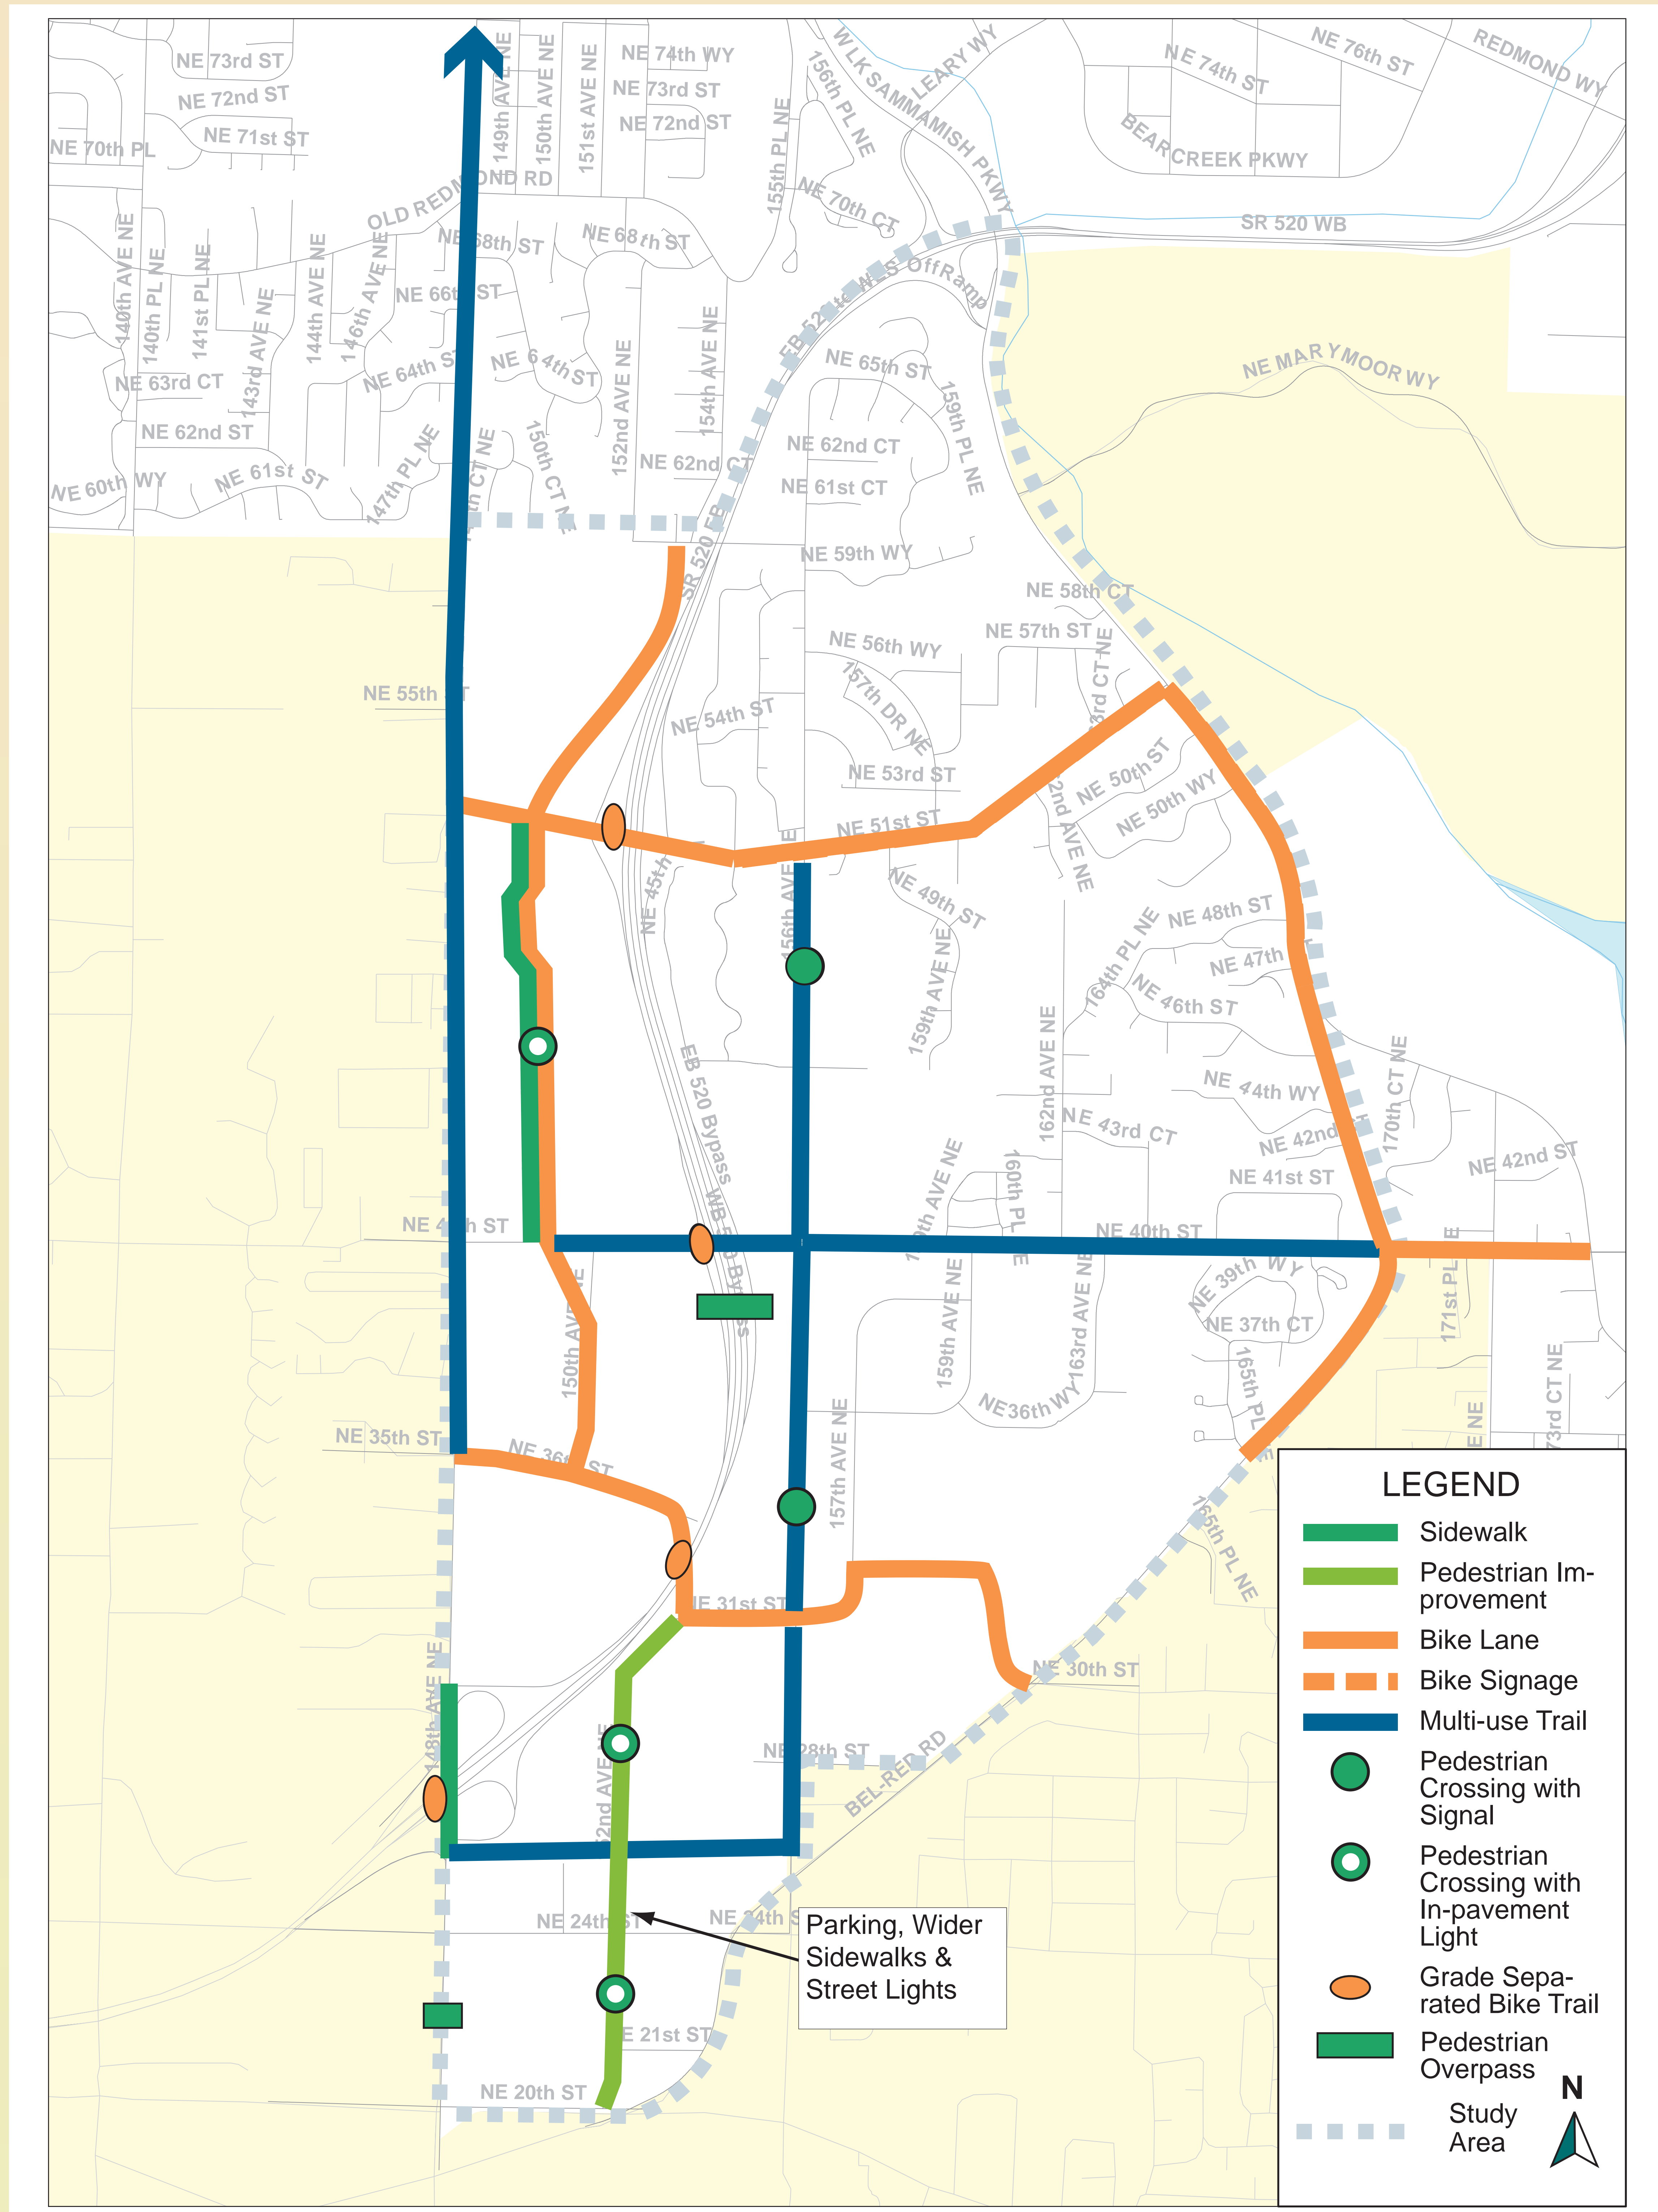 NE 73rd ST
NE 72nd ST
NE 71st ST
NE 70th PL
149th AVE NE
150th AVE NE
151st AVE NE
NE 74th WY
NE 73rd ST
NE 72nd ST
155th PL NE
156th PL NE
W LK SAMMAMISH PKWY
LEARY WY
NE 74th ST
NE 76th ST
REDMOND WY
BEARCREEK PKWY
NE 70th CT
SR 520 WB
OLD REDMOND RD
NE 68th ST
NE 68th ST
140th AVE NE
140th PL NE
141st PL NE
143rd AVE NE
144th AVE NE
146th AVE NE
NE 66th ST
NE 64th ST
NE 64th ST
152nd AVE NE
154th AVE NE
EB 520 to WLS OffRamp
NE 65th ST
159th PL NE
NE MARYMOOR WY
NE 63rd CT
NE 62nd ST
NE 61st ST
NE 60th WY
147th PL NE
CT NE
150th CT NE
NE 62nd CT
NE 62nd CT
NE 61st CT
SR 520 EB
NE 59th WY
NE 58th CT
NE 57th ST
NE 56th WY
157th DR NE
NE 55th ST
NE 54th ST
NE 53rd ST
NE 50th ST
NE 50th WY
NE 51st ST
NE 45th
156th AVE
NE 49th ST
159th AVE NE
164th PL NE
NE 48th ST
NE 47th
NE 46th ST
162nd AVE NE
NE 44th WY
NE 43rd CT
NE 42nd
170th CT NE
NE 42nd ST
NE 41st ST
EB 520 Bypass
WB 520 Bypass
160th PL NE
NE 40th ST
NE 39th WY
NE 37th CT
171st PL
150th AVE NE
159th AVE NE
163rd AVE NE
NE 36th WY
165th PL
73rd CT NE
NE 35th ST
NE 36th ST
157th AVE NE
165th PL NE
NE 31st ST
NE 30th ST
148th AVE NE
NE 28th ST
BEL-RED RD
NE 24th ST
NE 24th
Parking, Wider
Sidewalks &
Street Lights
E 21st ST
NE 20th ST
LEGEND
Sidewalk
Pedestrian Im-
provement
Bike Lane
Bike Signage
Multi-use Trail
Pedestrian
Crossing with
Signal
Pedestrian
Crossing with
In-pavement
Light
Grade Sepa-
rated Bike Trail
Pedestrian
Overpass
N
Study
Area